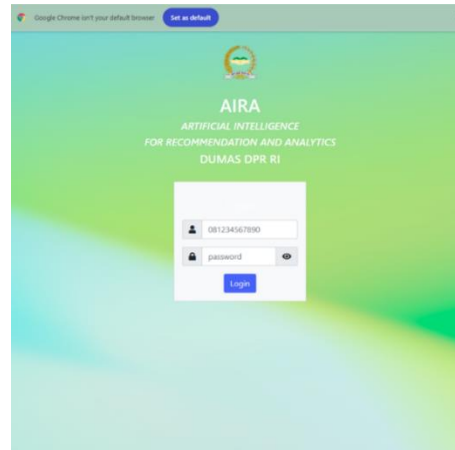 Google Chrome isn't your default browser
Set as default
AIRA
ARTIFICIAL INTELLIGENCE
FOR RECOMMENDATION AND ANALYTICS
DUMAS DPR RI
081234567890
password
Login